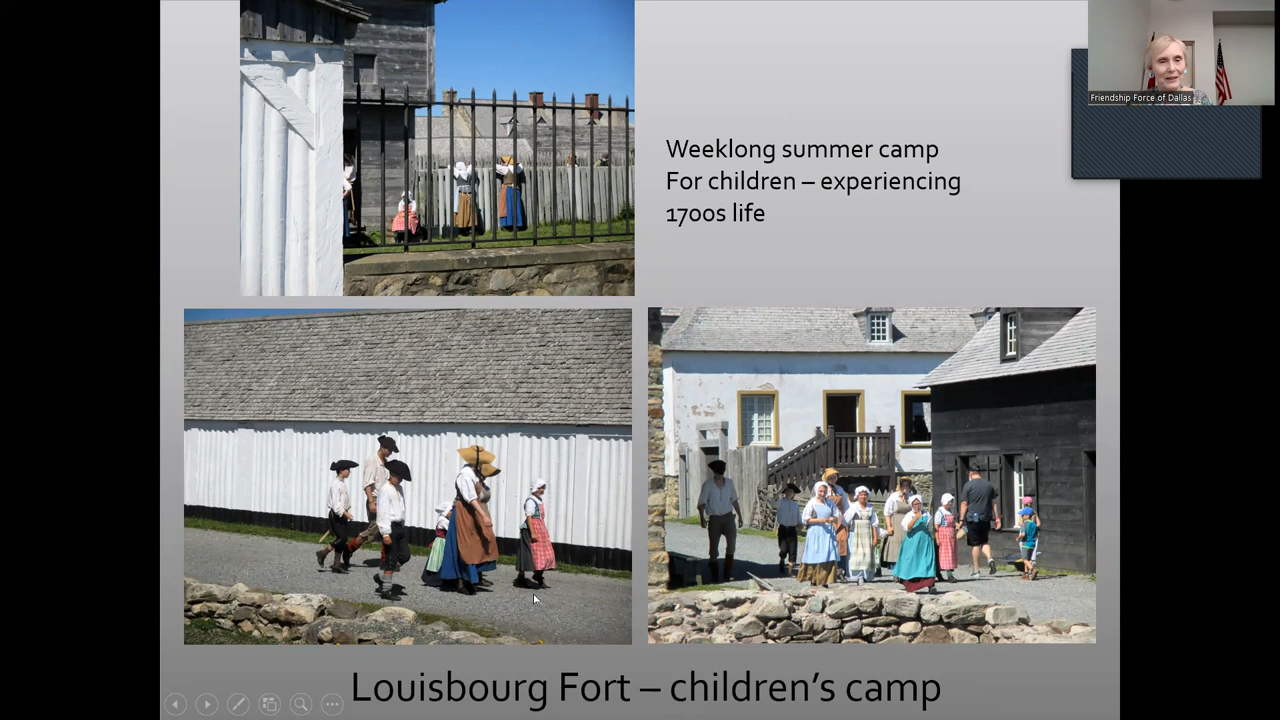 Weeklong summer camp
For children – experiencing
1700s life
Friendship Force of Dallas
Louisbourg Fort – children's camp